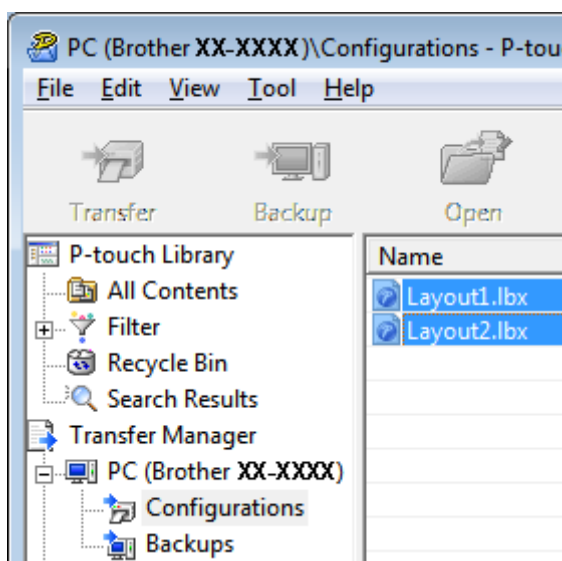 PC (Brother XX-XXXX)\Configurations - P-tou
File Edit View Tool Help
Transfer Backup Open
P-touch Library
All Contents
Filter
Recycle Bin
Search Results
Transfer Manager
PC (Brother XX-XXXX)
Configurations
Backups
Name
Layout1.lbx
Layout2.lbx